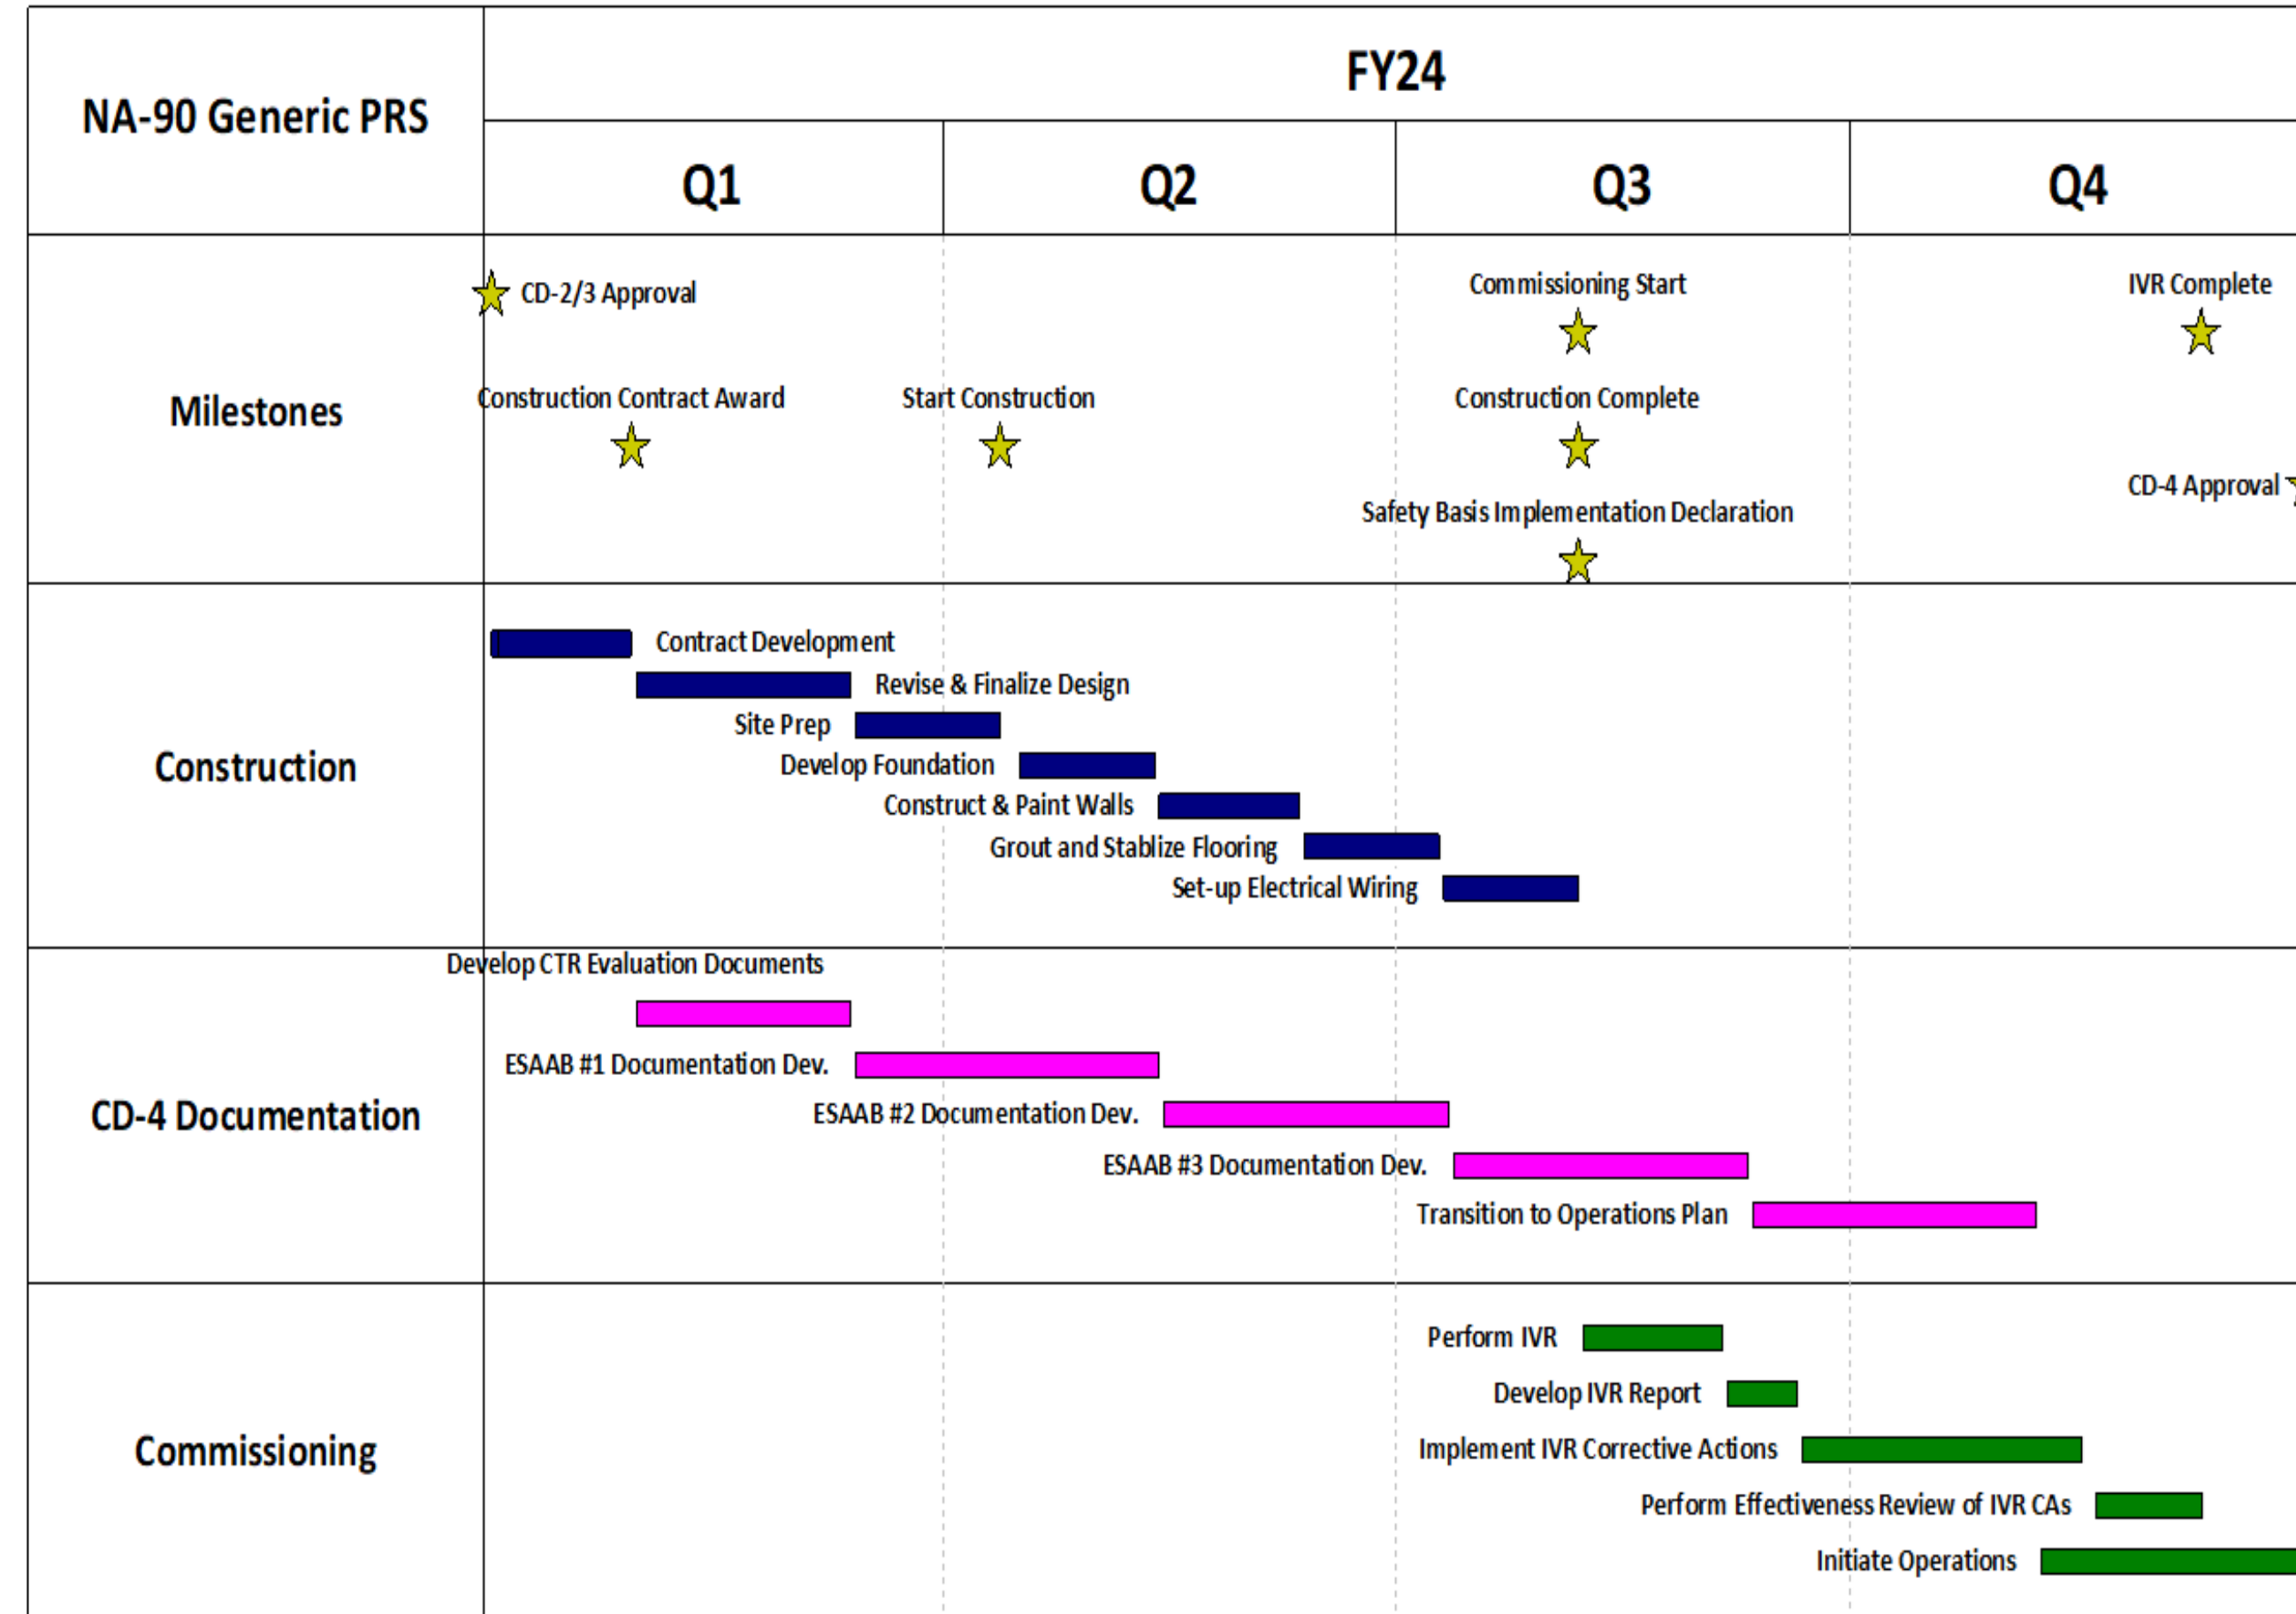 NA-90 Generic PRS
FY24
Q1
Q2
Q3
Q4
Milestones
CD-2/3 Approval
Commissioning Start
IVR Complete
Construction Contract Award
Start Construction
Construction Complete
CD-4 Approval
Safety Basis Implementation Declaration
Construction
Contract Development
Revise & Finalize Design
Site Prep
Develop Foundation
Construct & Paint Walls
Grout and Stablize Flooring
Set-up Electrical Wiring
CD-4 Documentation
Develop CTR Evaluation Documents
ESAAB #1 Documentation Dev.
ESAAB #2 Documentation Dev.
ESAAB #3 Documentation Dev.
Transition to Operations Plan
Commissioning
Perform IVR
Develop IVR Report
Implement IVR Corrective Actions
Perform Effectiveness Review of IVR CAs
Initiate Operations